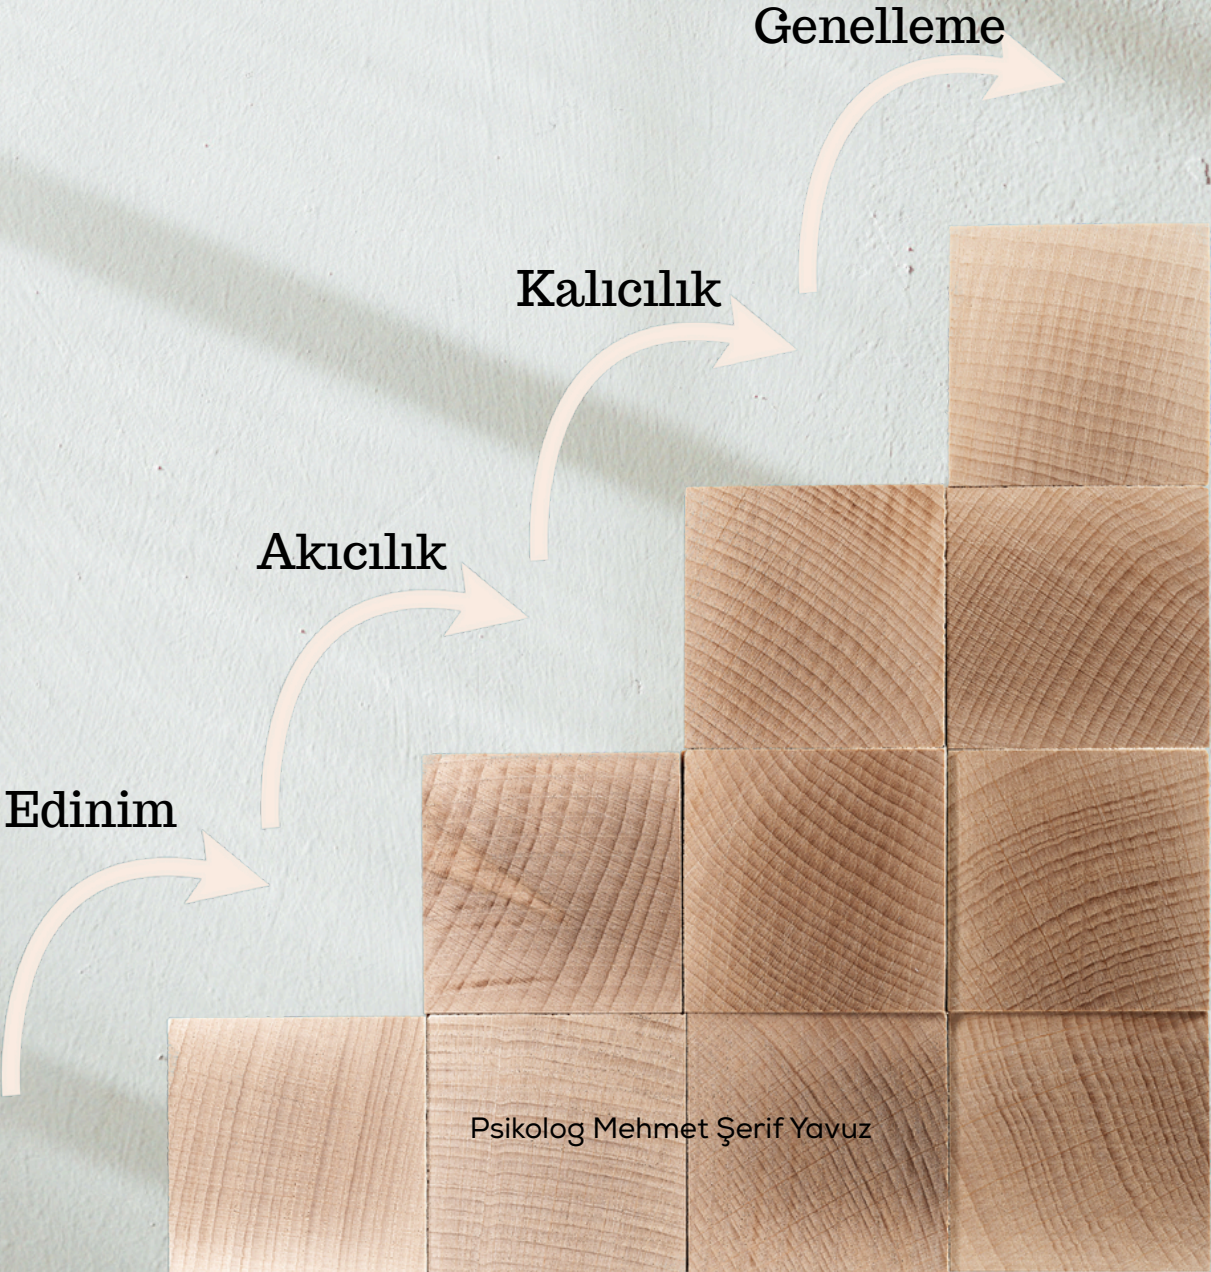 Genelleme
Kalıcılık
Akıcılık
Edinim
Psikolog Mehmet Şerif Yavuz